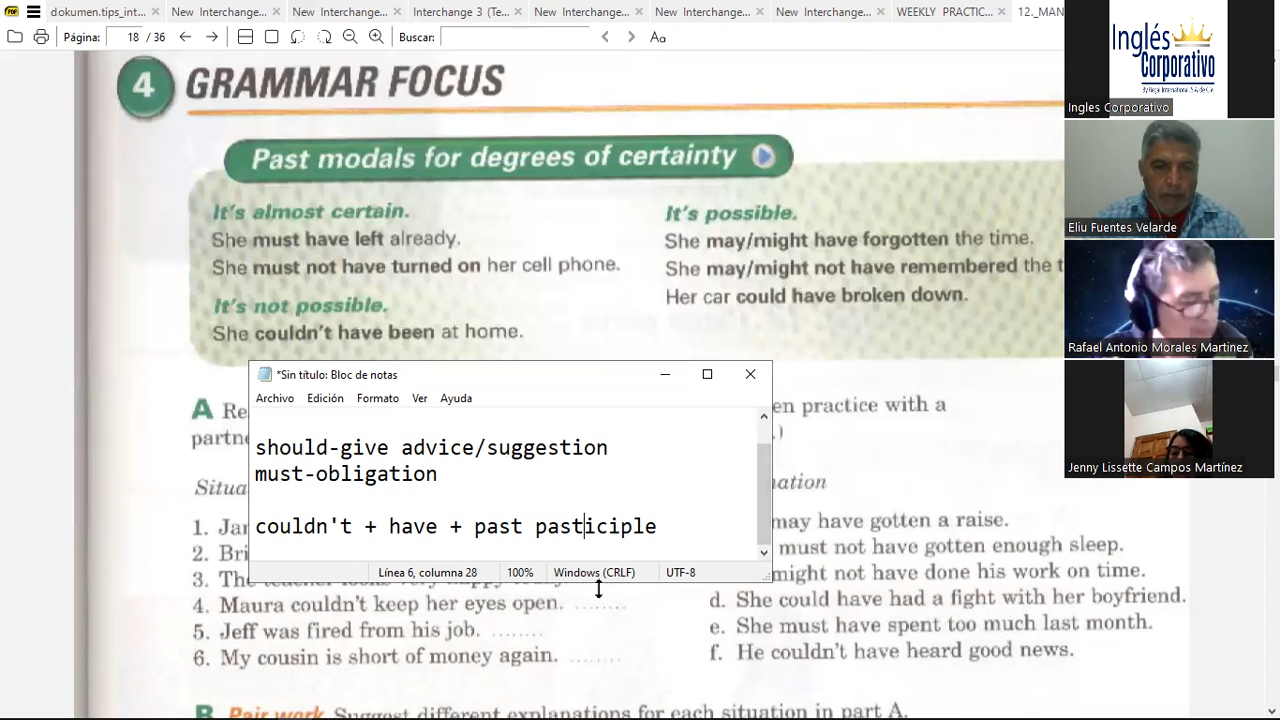 dokumen.tips_int...
New Interchange...
New Interchange...
Interchange 3 (Te...
New Interchange...
New Interchange...
New Interchange...
WEEKLY PRACTIC...
12._MAN
Página: 18 / 36
Buscar:
Aa
4 GRAMMAR FOCUS
Past modals for degrees of certainty
It's almost certain.
She must have left already.
She must not have turned on her cell phone.
It's not possible.
She couldn't have been at home.
It's possible.
She may/might have forgotten the time.
She may/might not have remembered the t
Her car could have broken down.
A Re
en practice with a
partne
.)
Situa
nation
1. Jar
may have gotten a raise.
2. Bri
must not have gotten enough sleep.
3. The teacher looks very happy today.
might not have done his work on time.
4. Maura couldn't keep her eyes open. ........
d. She could have had a fight with her boyfriend.
5. Jeff was fired from his job. ........
e. She must have spent too much last month.
6. My cousin is short of money again. ........
f. He couldn't have heard good news.
B Pair work Suggest different explanations for each situation in part A.
*Sin título: Bloc de notas
Archivo Edición Formato Ver Ayuda
should-give advice/suggestion
must-obligation
couldn't + have + past pasticiple
Línea 6, columna 28 100% Windows (CRLF) UTF-8
Inglés
Corporativo
Ingles Corporativo
Eliu Fuentes Velarde
Rafael Antonio Morales Martinez
Jenny Lissette Campos Martínez